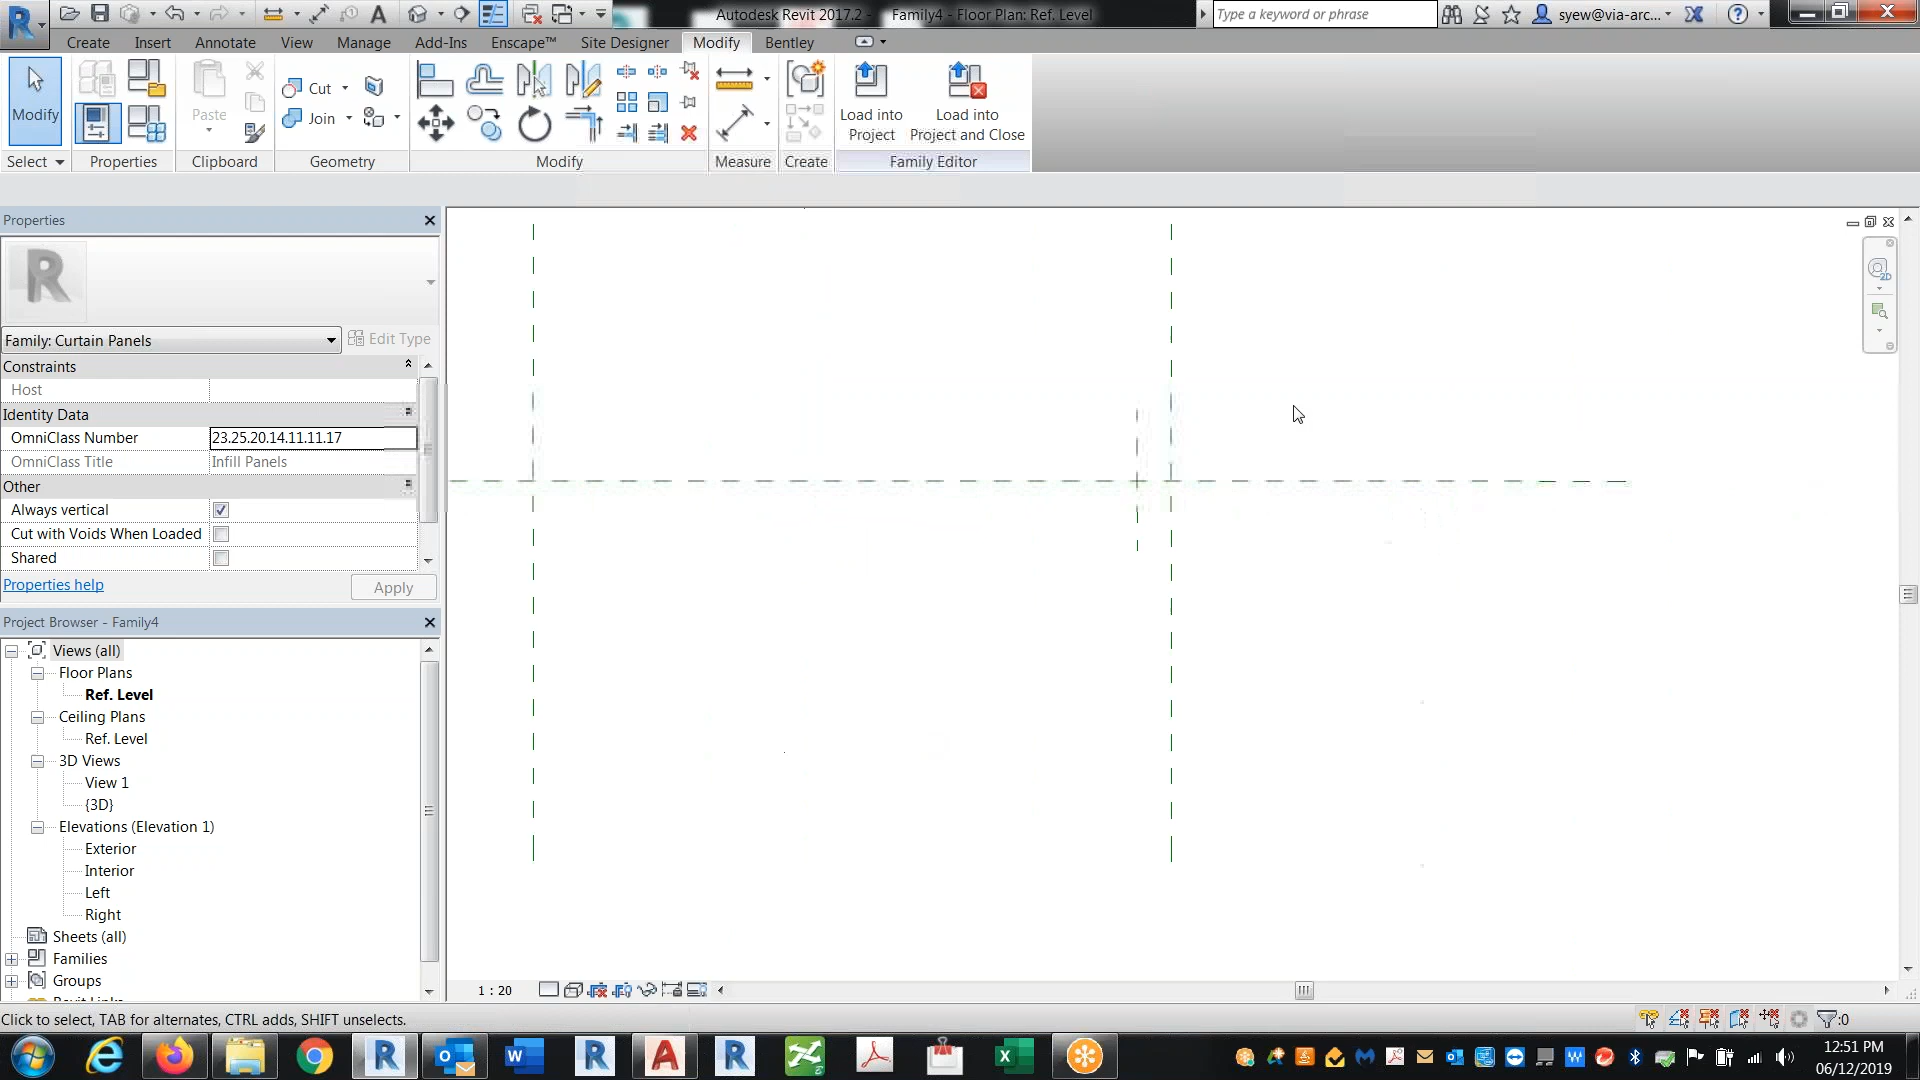 Autodesk Revit 2017.2 - Family4 - Floor Plan: Ref. Level
Type a keyword or phrase
syew@via-arc...
Create Insert Annotate View Manage Add-Ins Enscape™ Site Designer Modify Bentley
Modify
Paste
Cut
Join
Load into Project
Load into Project and Close
Select Properties Clipboard Geometry Modify Measure Create Family Editor
Properties
Family: Curtain Panels
Edit Type
Constraints
Host
Identity Data
OmniClass Number 23.25.20.14.11.11.17
OmniClass Title Infill Panels
Other
Always vertical
Cut with Voids When Loaded
Shared
Properties help
Apply
Project Browser - Family4
Views (all)
Floor Plans
Ref. Level
Ceiling Plans
Ref. Level
3D Views
View 1
{3D}
Elevations (Elevation 1)
Exterior
Interior
Left
Right
Sheets (all)
Families
Groups
1 : 20
Click to select, TAB for alternates, CTRL adds, SHIFT unselects.
:0
12:51 PM
06/12/2019